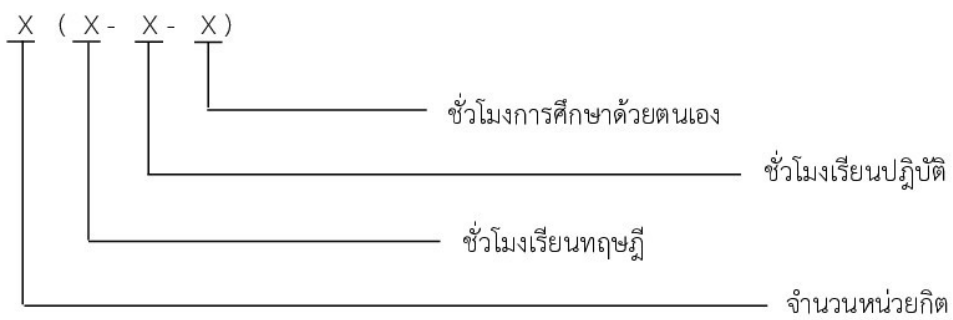 X ( X - X - X )
ชั่วโมงการศึกษาด้วยตนเอง
ชั่วโมงเรียนปฎิบัติ
ชั่วโมงเรียนทฤษฎี
จำนวนหน่วยกิต